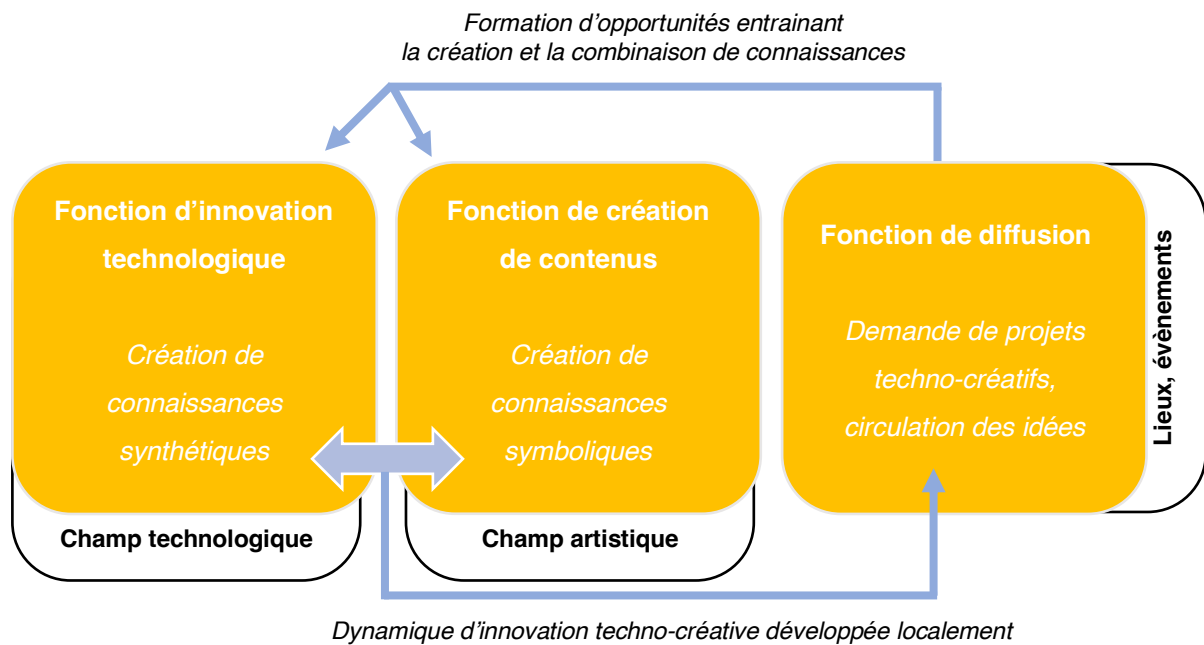 Formation d’opportunités entrainant
la création et la combinaison de connaissances
Fonction d’innovation
technologique
Création de
connaissances
synthétiques
Champ technologique
Fonction de création
de contenus
Création de
connaissances
symboliques
Champ artistique
Fonction de diffusion
Demande de projets
techno-créatifs,
circulation des idées
Lieux, évènements
Dynamique d’innovation techno-créative développée localement